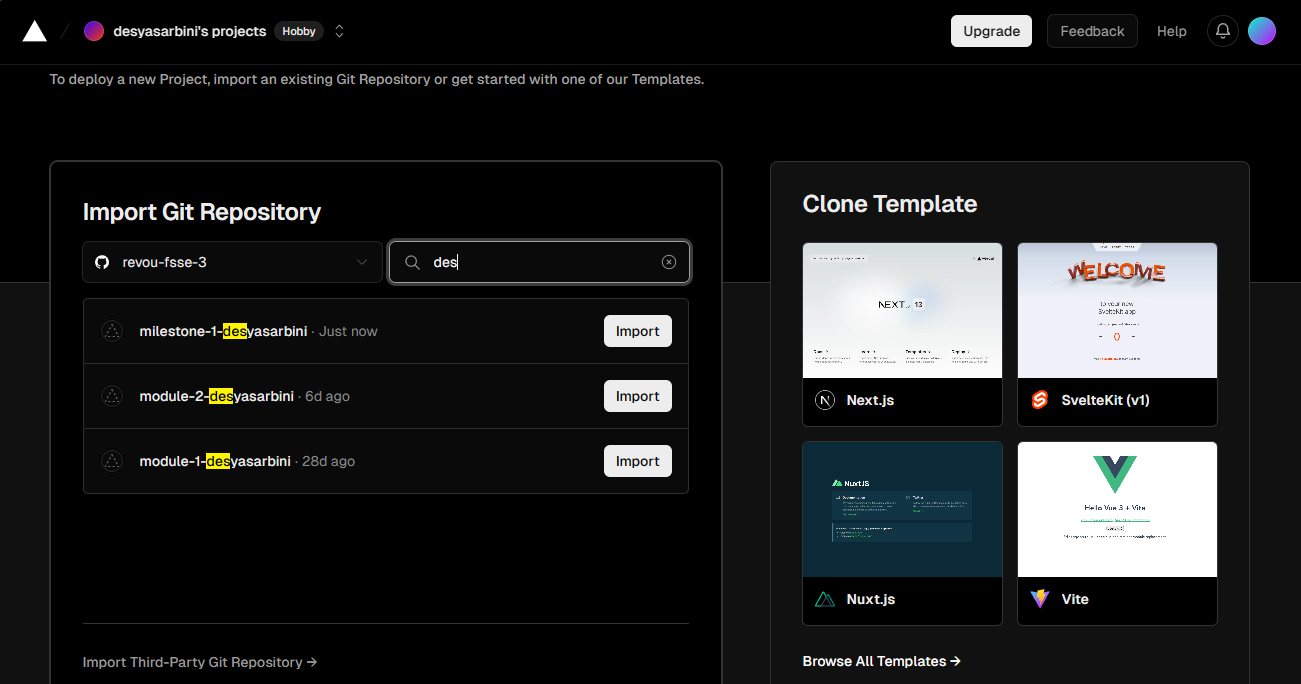 desyasarbini's projects Hobby Upgrade Feedback Help
To deploy a new Project, import an existing Git Repository or get started with one of our Templates.
Import Git Repository
revou-fsse-3 des
milestone-1-desyasarbini · Just now Import
module-2-desyasarbini · 6d ago Import
module-1-desyasarbini · 28d ago Import
Import Third-Party Git Repository →
Clone Template
NEXT. 13
Next.js
WELCOME
to your new
SvelteKit app
0
SvelteKit (v1)
NuxtJS
Nuxt.js
Hello Vue 3 + Vite
Vite
Browse All Templates →